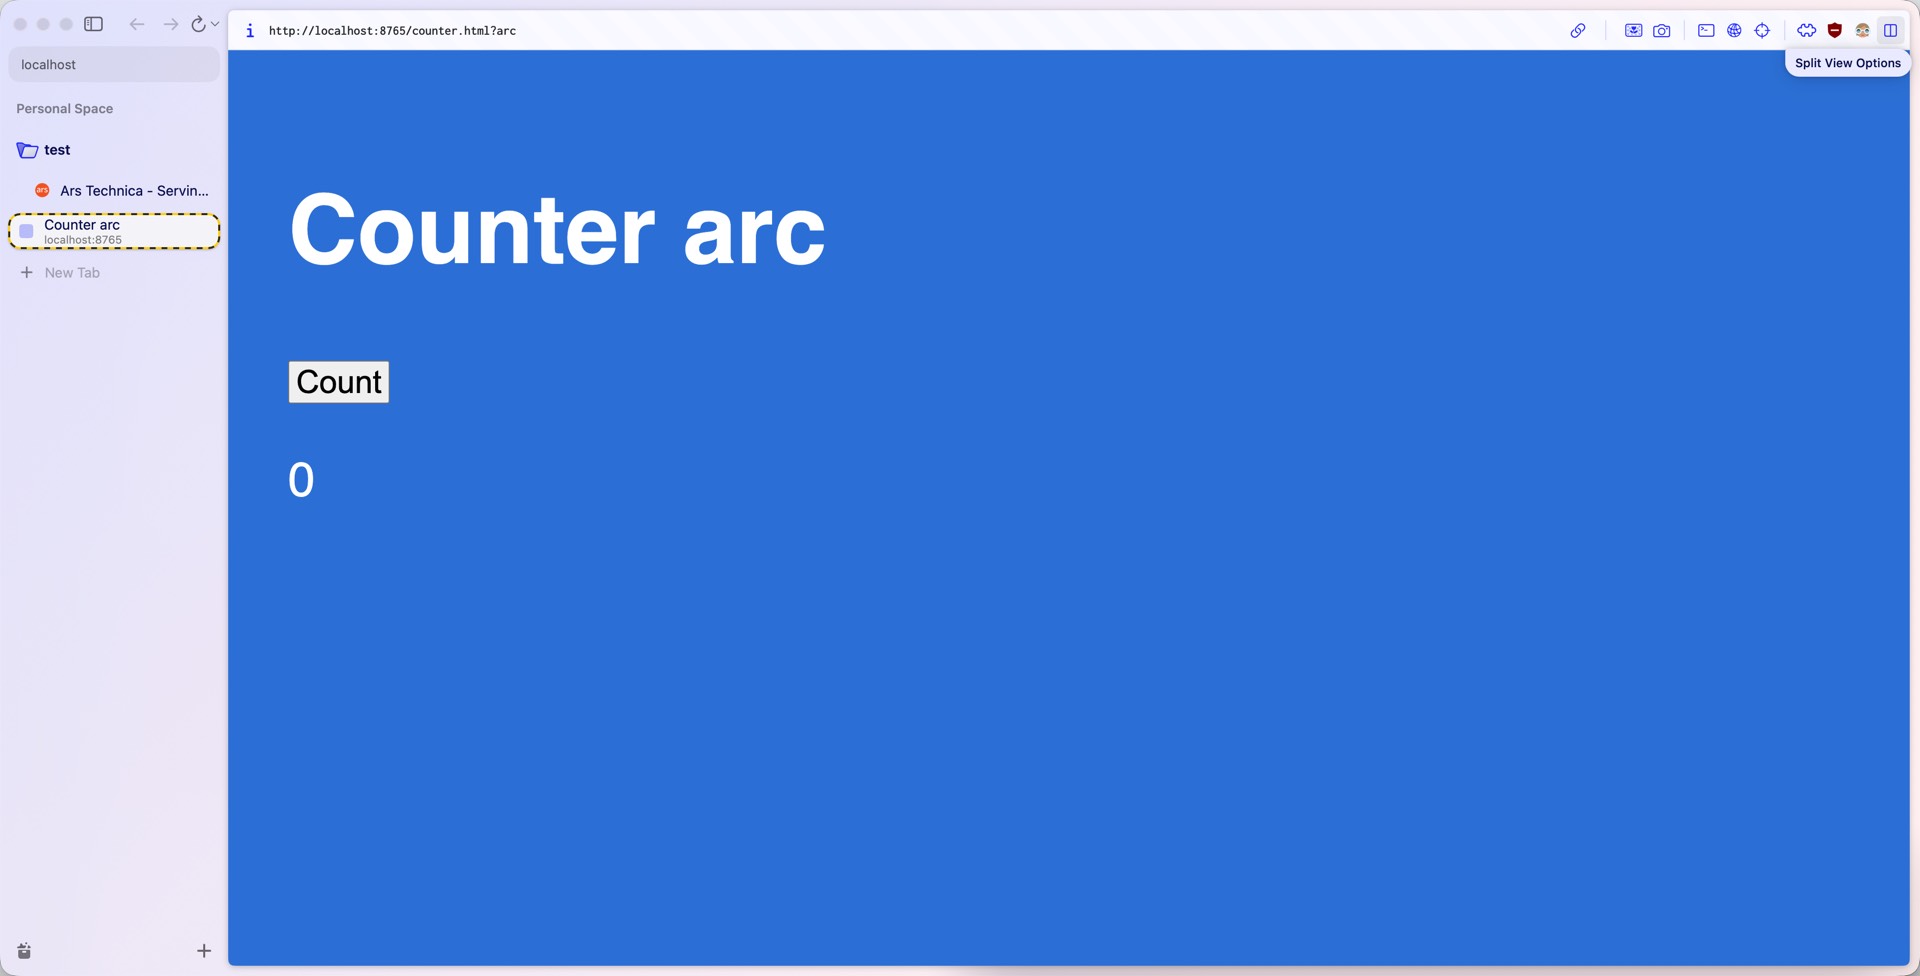 http://localhost:8765/counter.html?arc
Split View Options
localhost
Personal Space
test
ars
Ars Technica - Servin...
Counter arc
localhost:8765
New Tab
Counter arc
Count
0